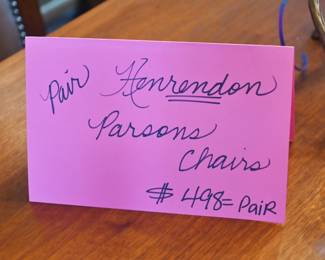 Pair Henrendon
Parsons
Chairs
$ 498= PaiR